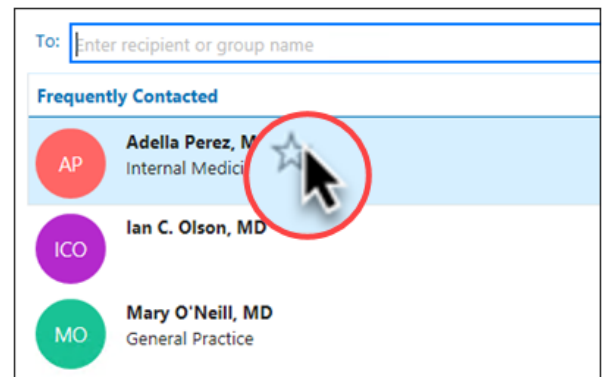 To: Enter recipient or group name
Frequently Contacted
AP
Adella Perez, M
Internal Medici
ICO
Ian C. Olson, MD
MO
Mary O'Neill, MD
General Practice